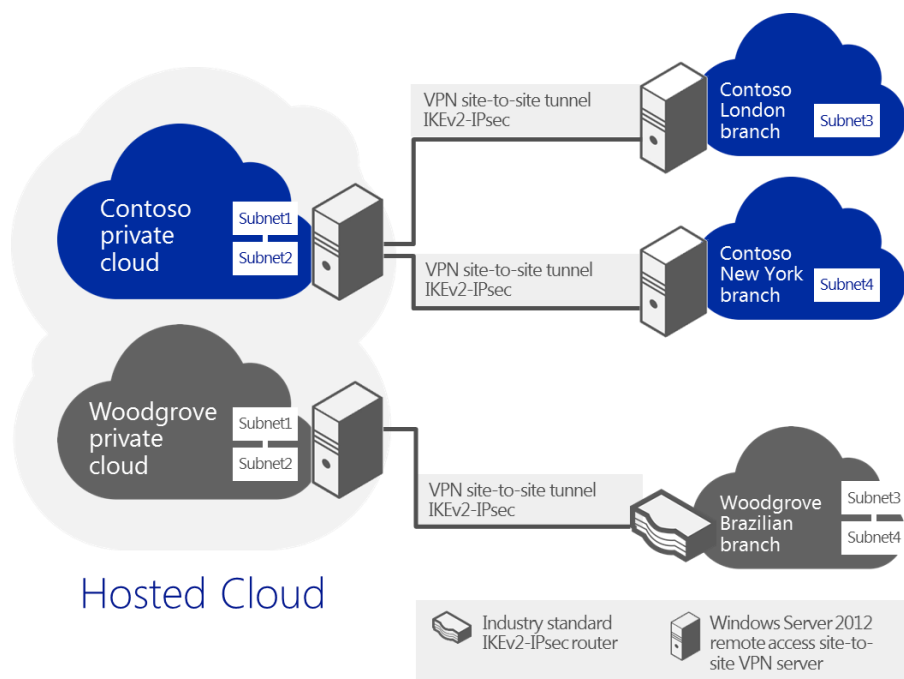 VPN site-to-site tunnel
IKEv2-IPsec
Contoso
London
branch
Subnet3
Contoso
private
cloud
Subnet1
Subnet2
VPN site-to-site tunnel
IKEv2-IPsec
Contoso
New York
branch
Subnet4
Woodgrove
private
cloud
Subnet1
Subnet2
VPN site-to-site tunnel
IKEv2-IPsec
Woodgrove
Brazilian
branch
Subnet3
Subnet4
Hosted Cloud
Industry standard
IKEv2-IPsec router
Windows Server 2012
remote access site-to-
site VPN server